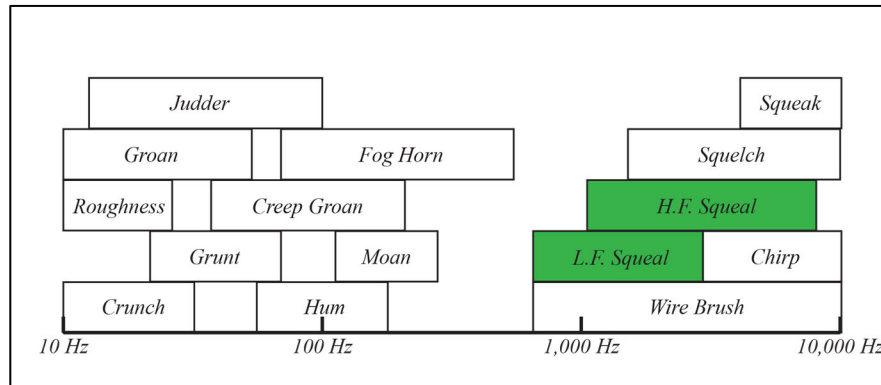 Judder Squeak
Groan Fog Horn Squelch
Roughness Creep Groan H.F. Squeal
Grunt Moan L.F. Squeal Chirp
Crunch Hum Wire Brush
10 Hz 100 Hz 1,000 Hz 10,000 Hz